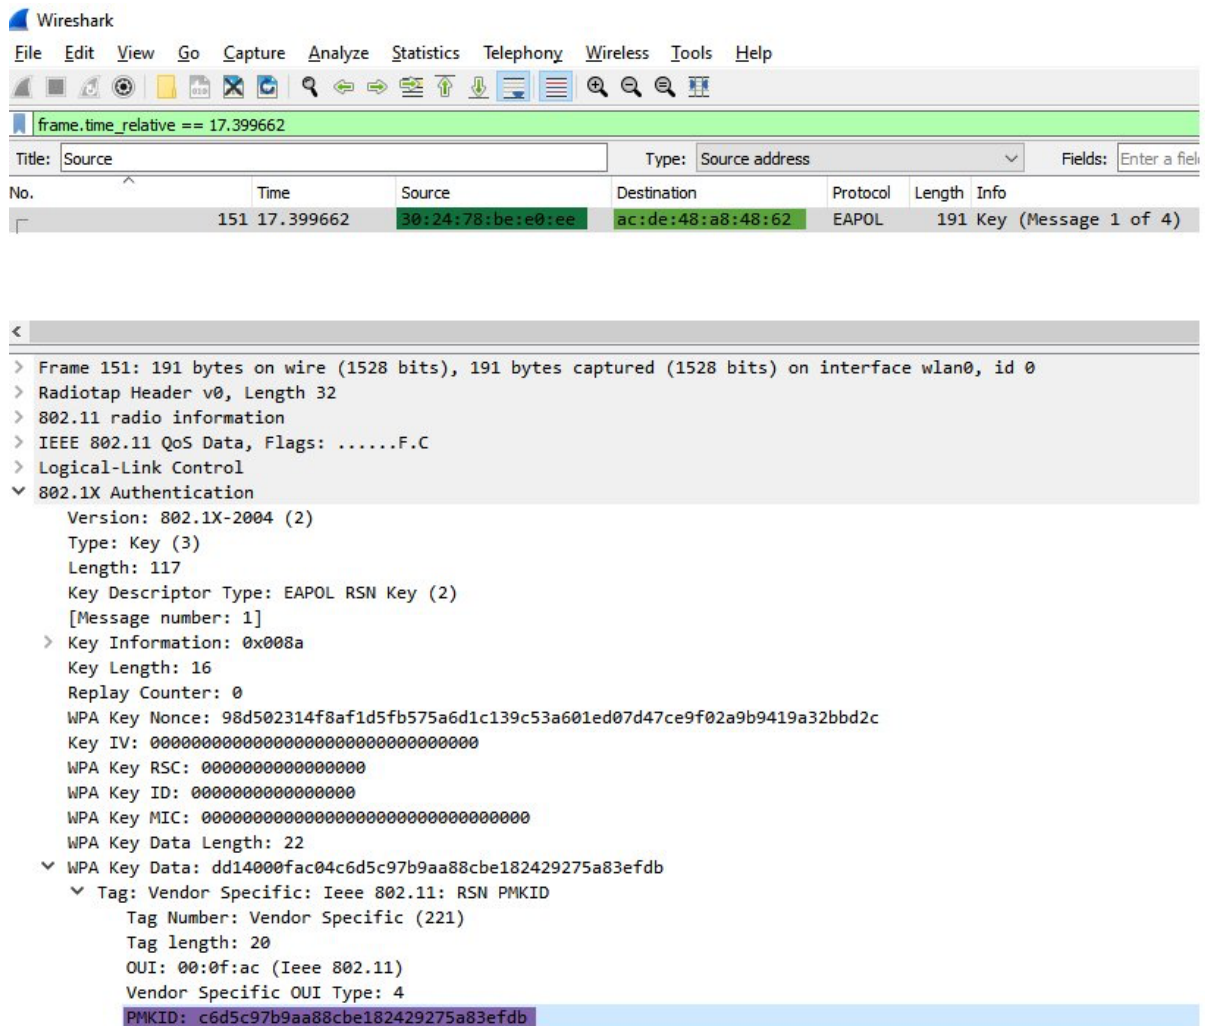 Wireshark
File Edit View Go Capture Analyze Statistics Telephony Wireless Tools Help
frame.time_relative == 17.399662
Title: Source Type: Source address Fields: Enter a fiel
No. Time Source Destination Protocol Length Info
151 17.399662 30:24:78:be:e0:ee ac:de:48:a8:48:62 EAPOL 191 Key (Message 1 of 4)
Frame 151: 191 bytes on wire (1528 bits), 191 bytes captured (1528 bits) on interface wlan0, id 0
Radiotap Header v0, Length 32
802.11 radio information
IEEE 802.11 QoS Data, Flags: ......F.C
Logical-Link Control
802.1X Authentication
Version: 802.1X-2004 (2)
Type: Key (3)
Length: 117
Key Descriptor Type: EAPOL RSN Key (2)
[Message number: 1]
Key Information: 0x008a
Key Length: 16
Replay Counter: 0
WPA Key Nonce: 98d502314f8af1d5fb575a6d1c139c53a601ed07d47ce9f02a9b9419a32bbd2c
Key IV: 00000000000000000000000000000000
WPA Key RSC: 0000000000000000
WPA Key ID: 0000000000000000
WPA Key MIC: 00000000000000000000000000000000
WPA Key Data Length: 22
WPA Key Data: dd14000fac04c6d5c97b9aa88cbe182429275a83efdb
Tag: Vendor Specific: Ieee 802.11: RSN PMKID
Tag Number: Vendor Specific (221)
Tag length: 20
OUI: 00:0f:ac (Ieee 802.11)
Vendor Specific OUI Type: 4
PMKID: c6d5c97b9aa88cbe182429275a83efdb